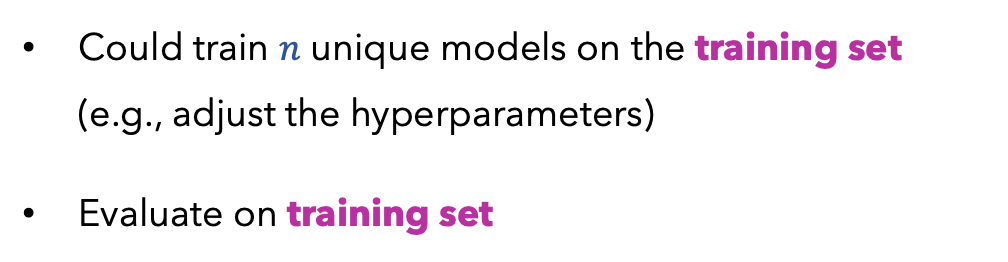 • Could train n unique models on the training set
(e.g., adjust the hyperparameters)
• Evaluate on training set